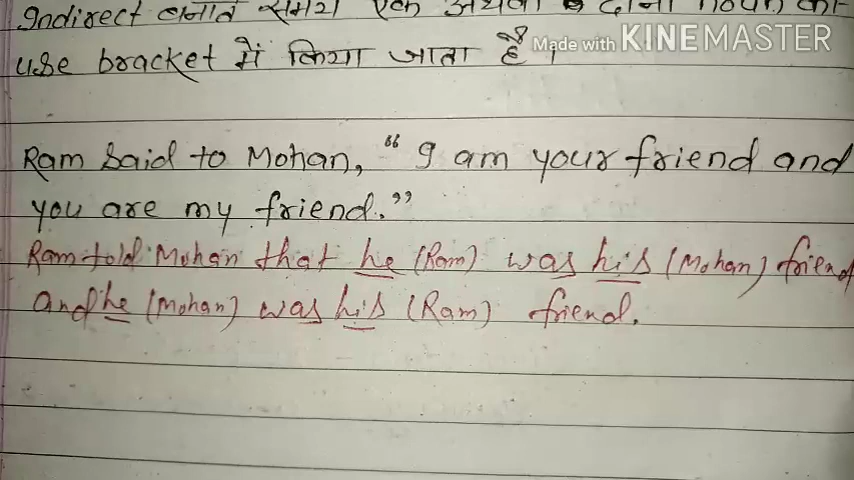 Indirect बनाते समय एक अथवा दोनों noun का
use bracket में किया जाता है ।
Made with KINEMASTER
Ram Said to Mohan, “I am your friend and
you are my friend.”
Ram told Mohan that he (Ram) was his (Mohan) friend
and he (Mohan) was his (Ram) friend.